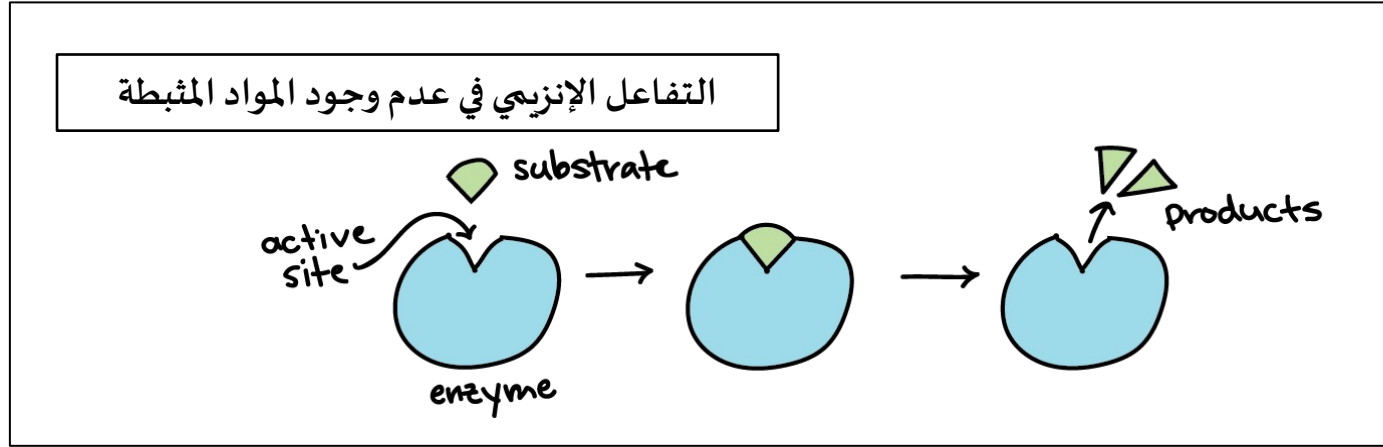 التفاعل الإنزيمي في عدم وجود المواد المثبطة
substrate
active
site
enzyme
products